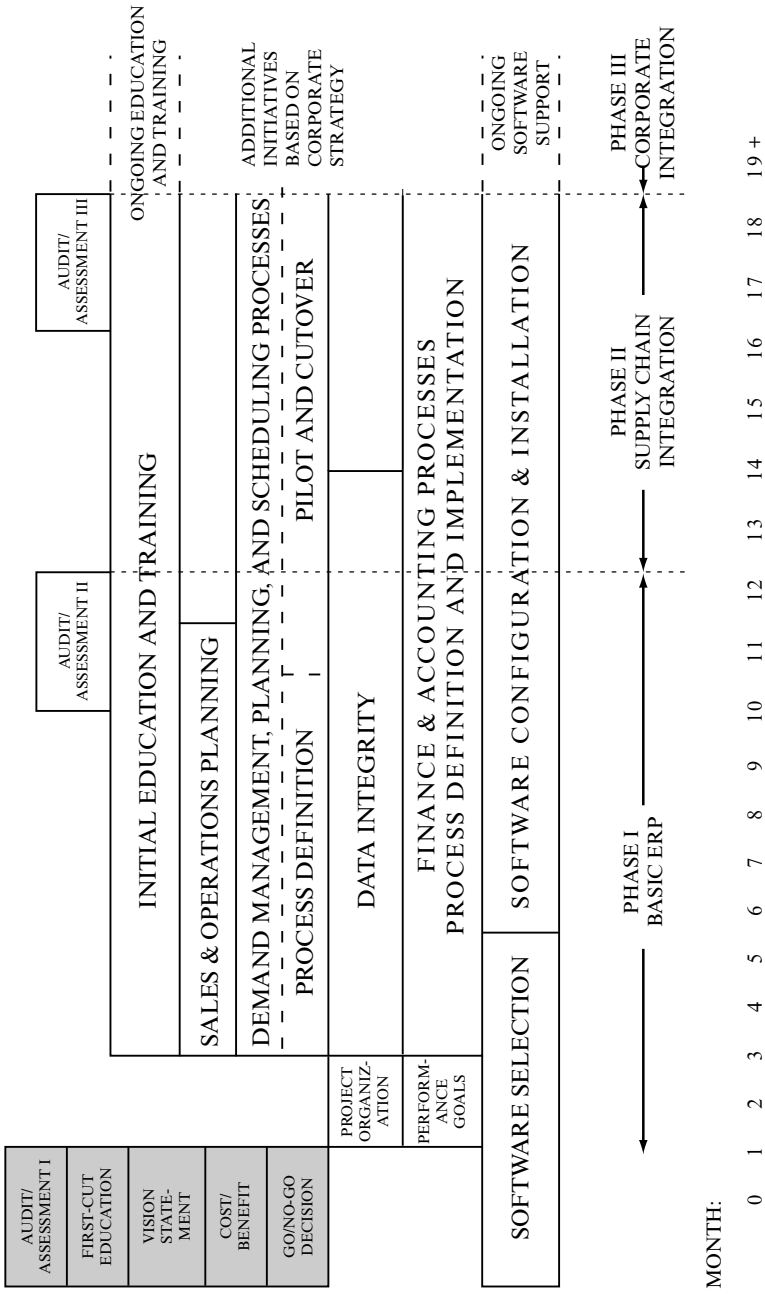 AUDIT/
ASSESSMENT I
FIRST-CUT
EDUCATION
VISION
STATE-
MENT
COST/
BENEFIT
GO/NO-GO
DECISION
AUDIT/
ASSESSMENT II
AUDIT/
ASSESSMENT III
INITIAL EDUCATION AND TRAINING
ONGOING EDUCATION
AND TRAINING
SALES & OPERATIONS PLANNING
DEMAND MANAGEMENT, PLANNING, AND SCHEDULING PROCESSES
PROCESS DEFINITION
PILOT AND CUTOVER
ADDITIONAL
INITIATIVES
BASED ON
CORPORATE
STRATEGY
PROJECT
ORGANIZ-
ATION
DATA INTEGRITY
PERFORM-
ANCE
GOALS
FINANCE & ACCOUNTING PROCESSES
PROCESS DEFINITION AND IMPLEMENTATION
SOFTWARE SELECTION
SOFTWARE CONFIGURATION & INSTALLATION
ONGOING
SOFTWARE
SUPPORT
PHASE I
BASIC ERP
PHASE II
SUPPLY CHAIN
INTEGRATION
PHASE III
CORPORATE
INTEGRATION
MONTH:
0 1 2 3 4 5 6 7 8 9 10 11 12 13 14 15 16 17 18 19 +